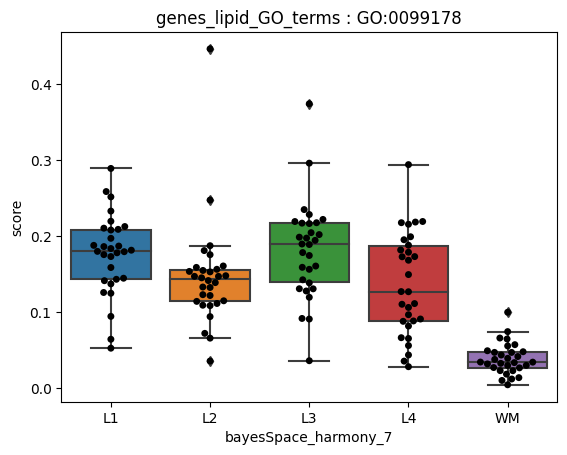 genes_lipid_GO_terms : GO:0099178
score
0.4
0.3
0.2
0.1
0.0
L1 L2 L3 L4 WM
bayesSpace_harmony_7